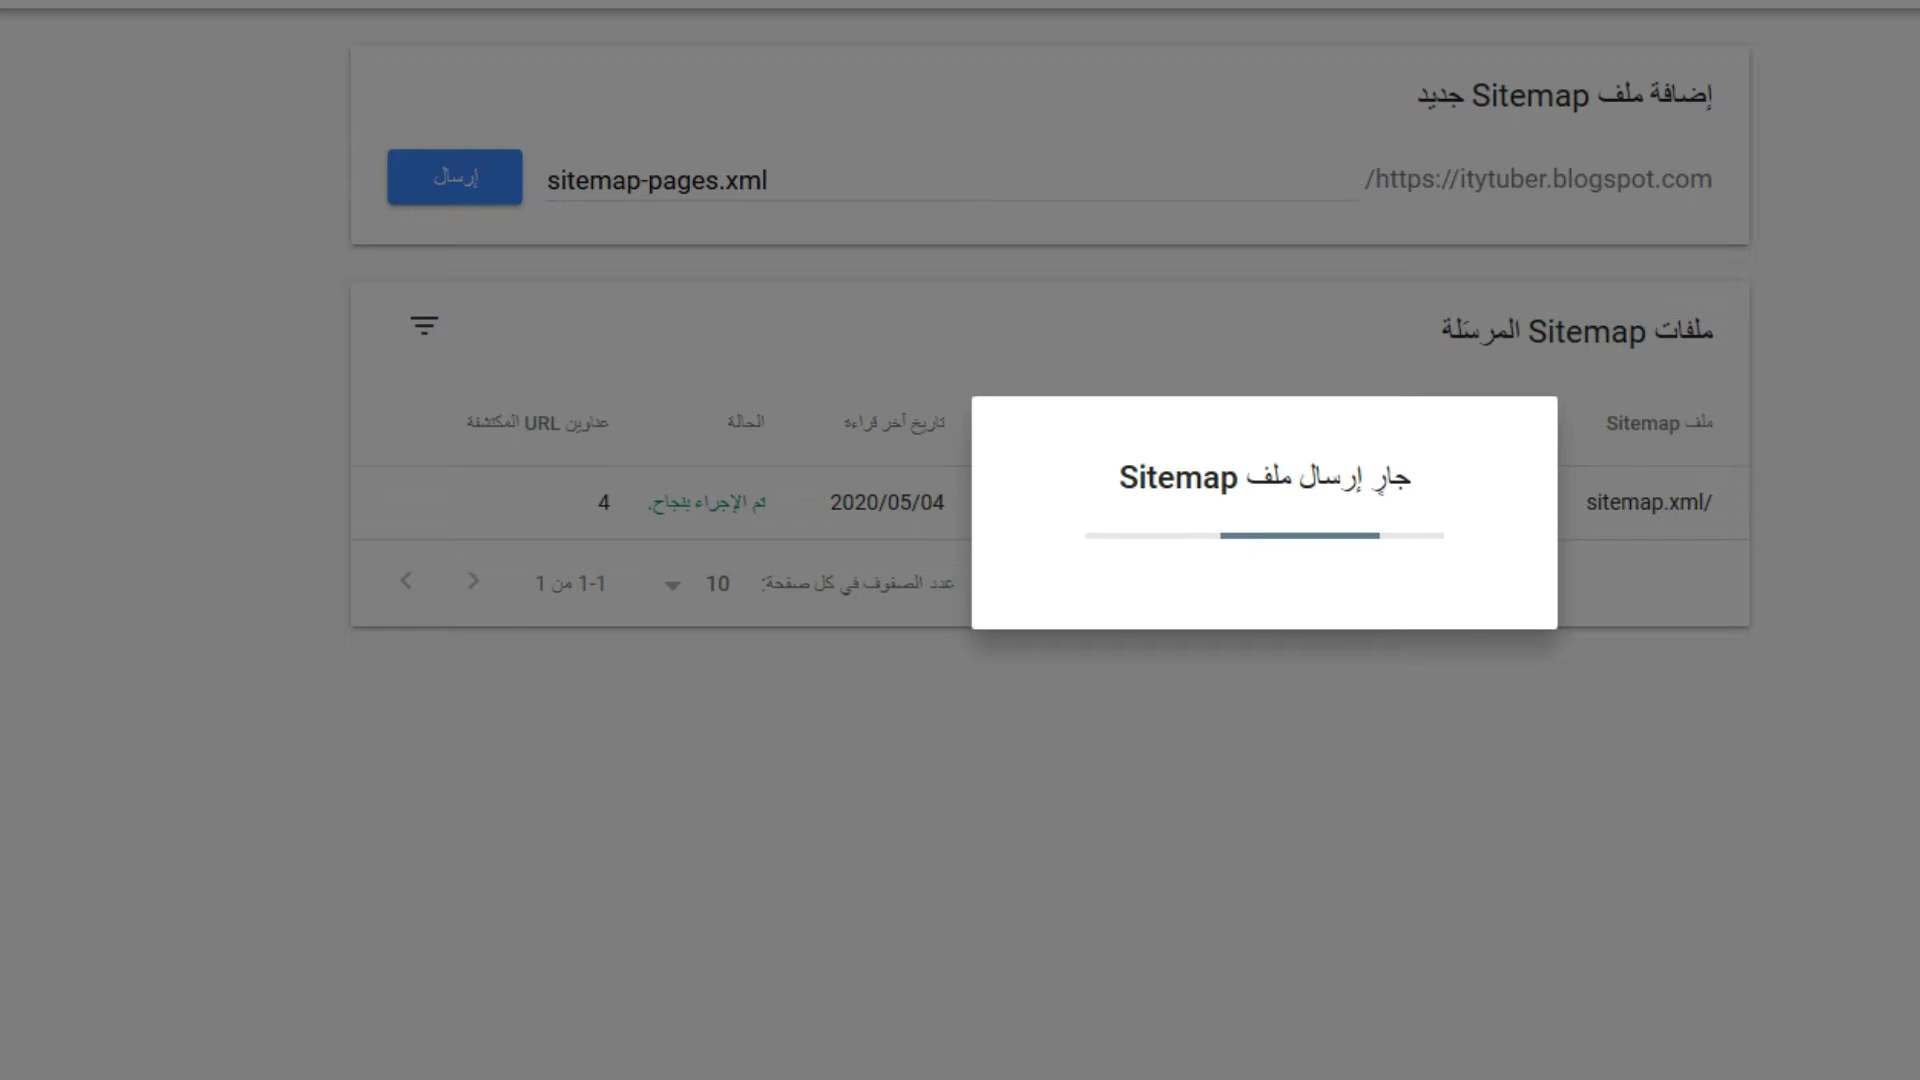 إضافة ملف Sitemap جديد
https://itytuber.blogspot.com/ sitemap-pages.xml إرسال
ملفات Sitemap المرسَلة
ملف Sitemap تاريخ آخر قراءة الحالة عناوين URL المكتشفة
/sitemap.xml 2020/05/04 تم الإجراء بنجاح. 4
عدد الصفوف في كل صفحة: 10 1-1 من 1
جارٍ إرسال ملف Sitemap